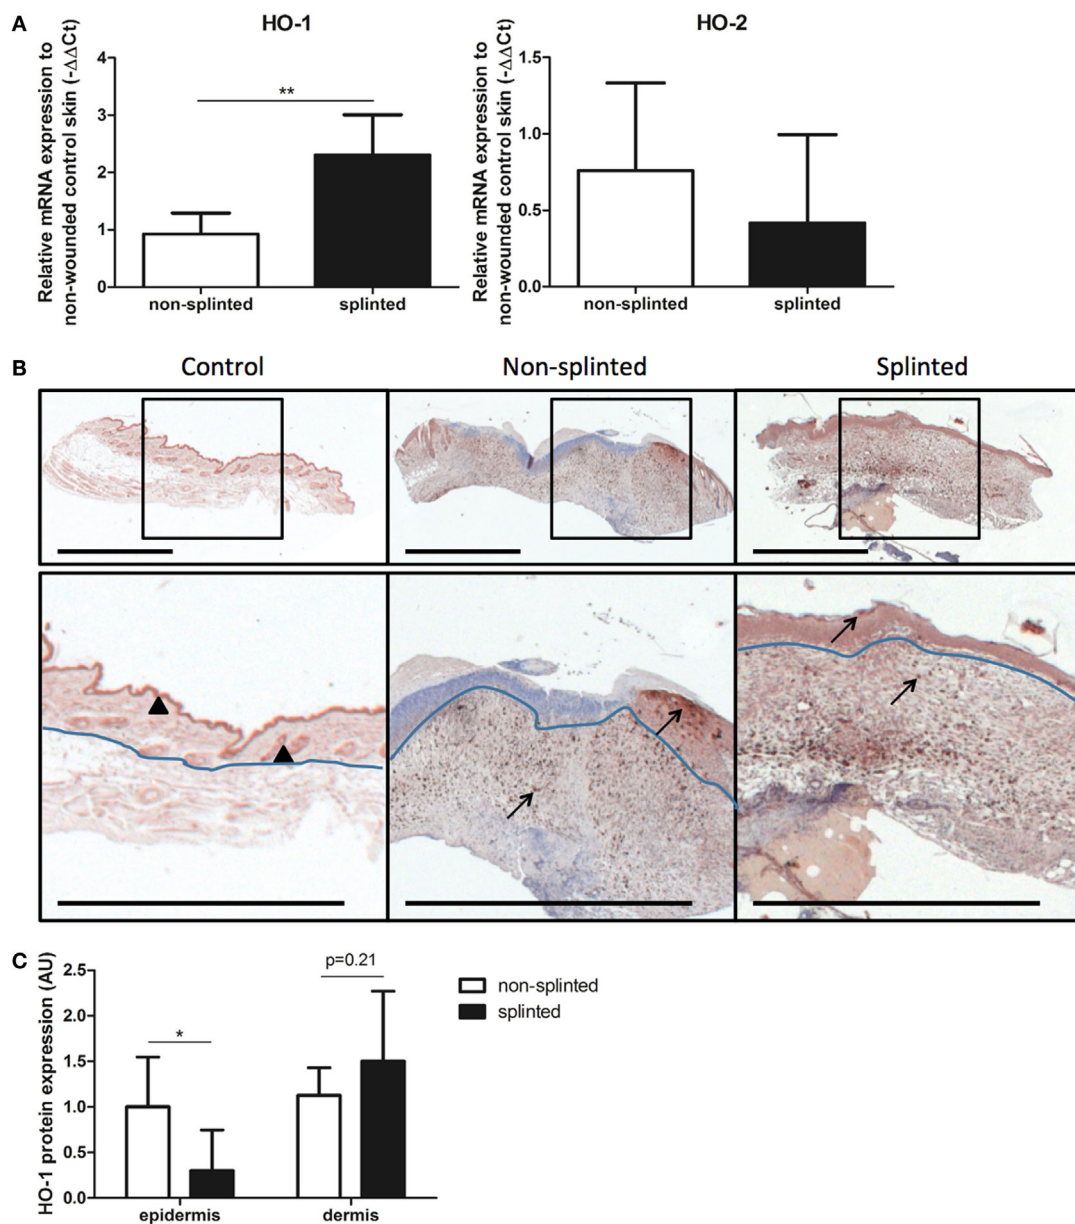 A
HO-1
Relative mRNA expression to
non-wounded control skin (-ΔΔCt)
4
3
2
1
0
**
non-splinted
splinted
HO-2
Relative mRNA expression to
non-wounded control skin (-ΔΔCt)
1.5
1.0
0.5
0.0
non-splinted
splinted
B
Control
Non-splinted
Splinted
C
HO-1 protein expression (AU)
2.5
2.0
1.5
1.0
0.5
0.0
*
p=0.21
epidermis
dermis
non-splinted
splinted